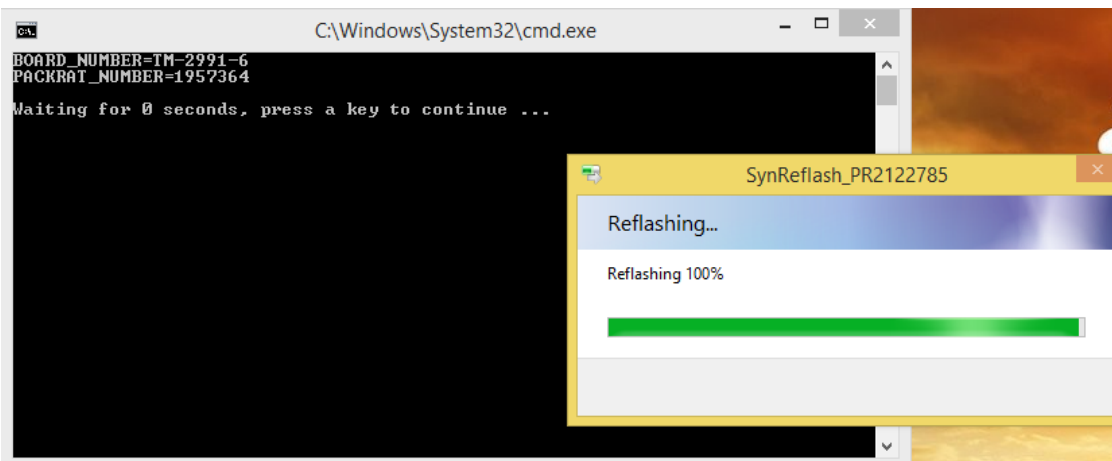 C:\Windows\System32\cmd.exe
BOARD_NUMBER=TM-2991-6
PACKRAT_NUMBER=1957364
Waiting for 0 seconds, press a key to continue ...
SynReflash_PR2122785
Reflashing...
Reflashing 100%